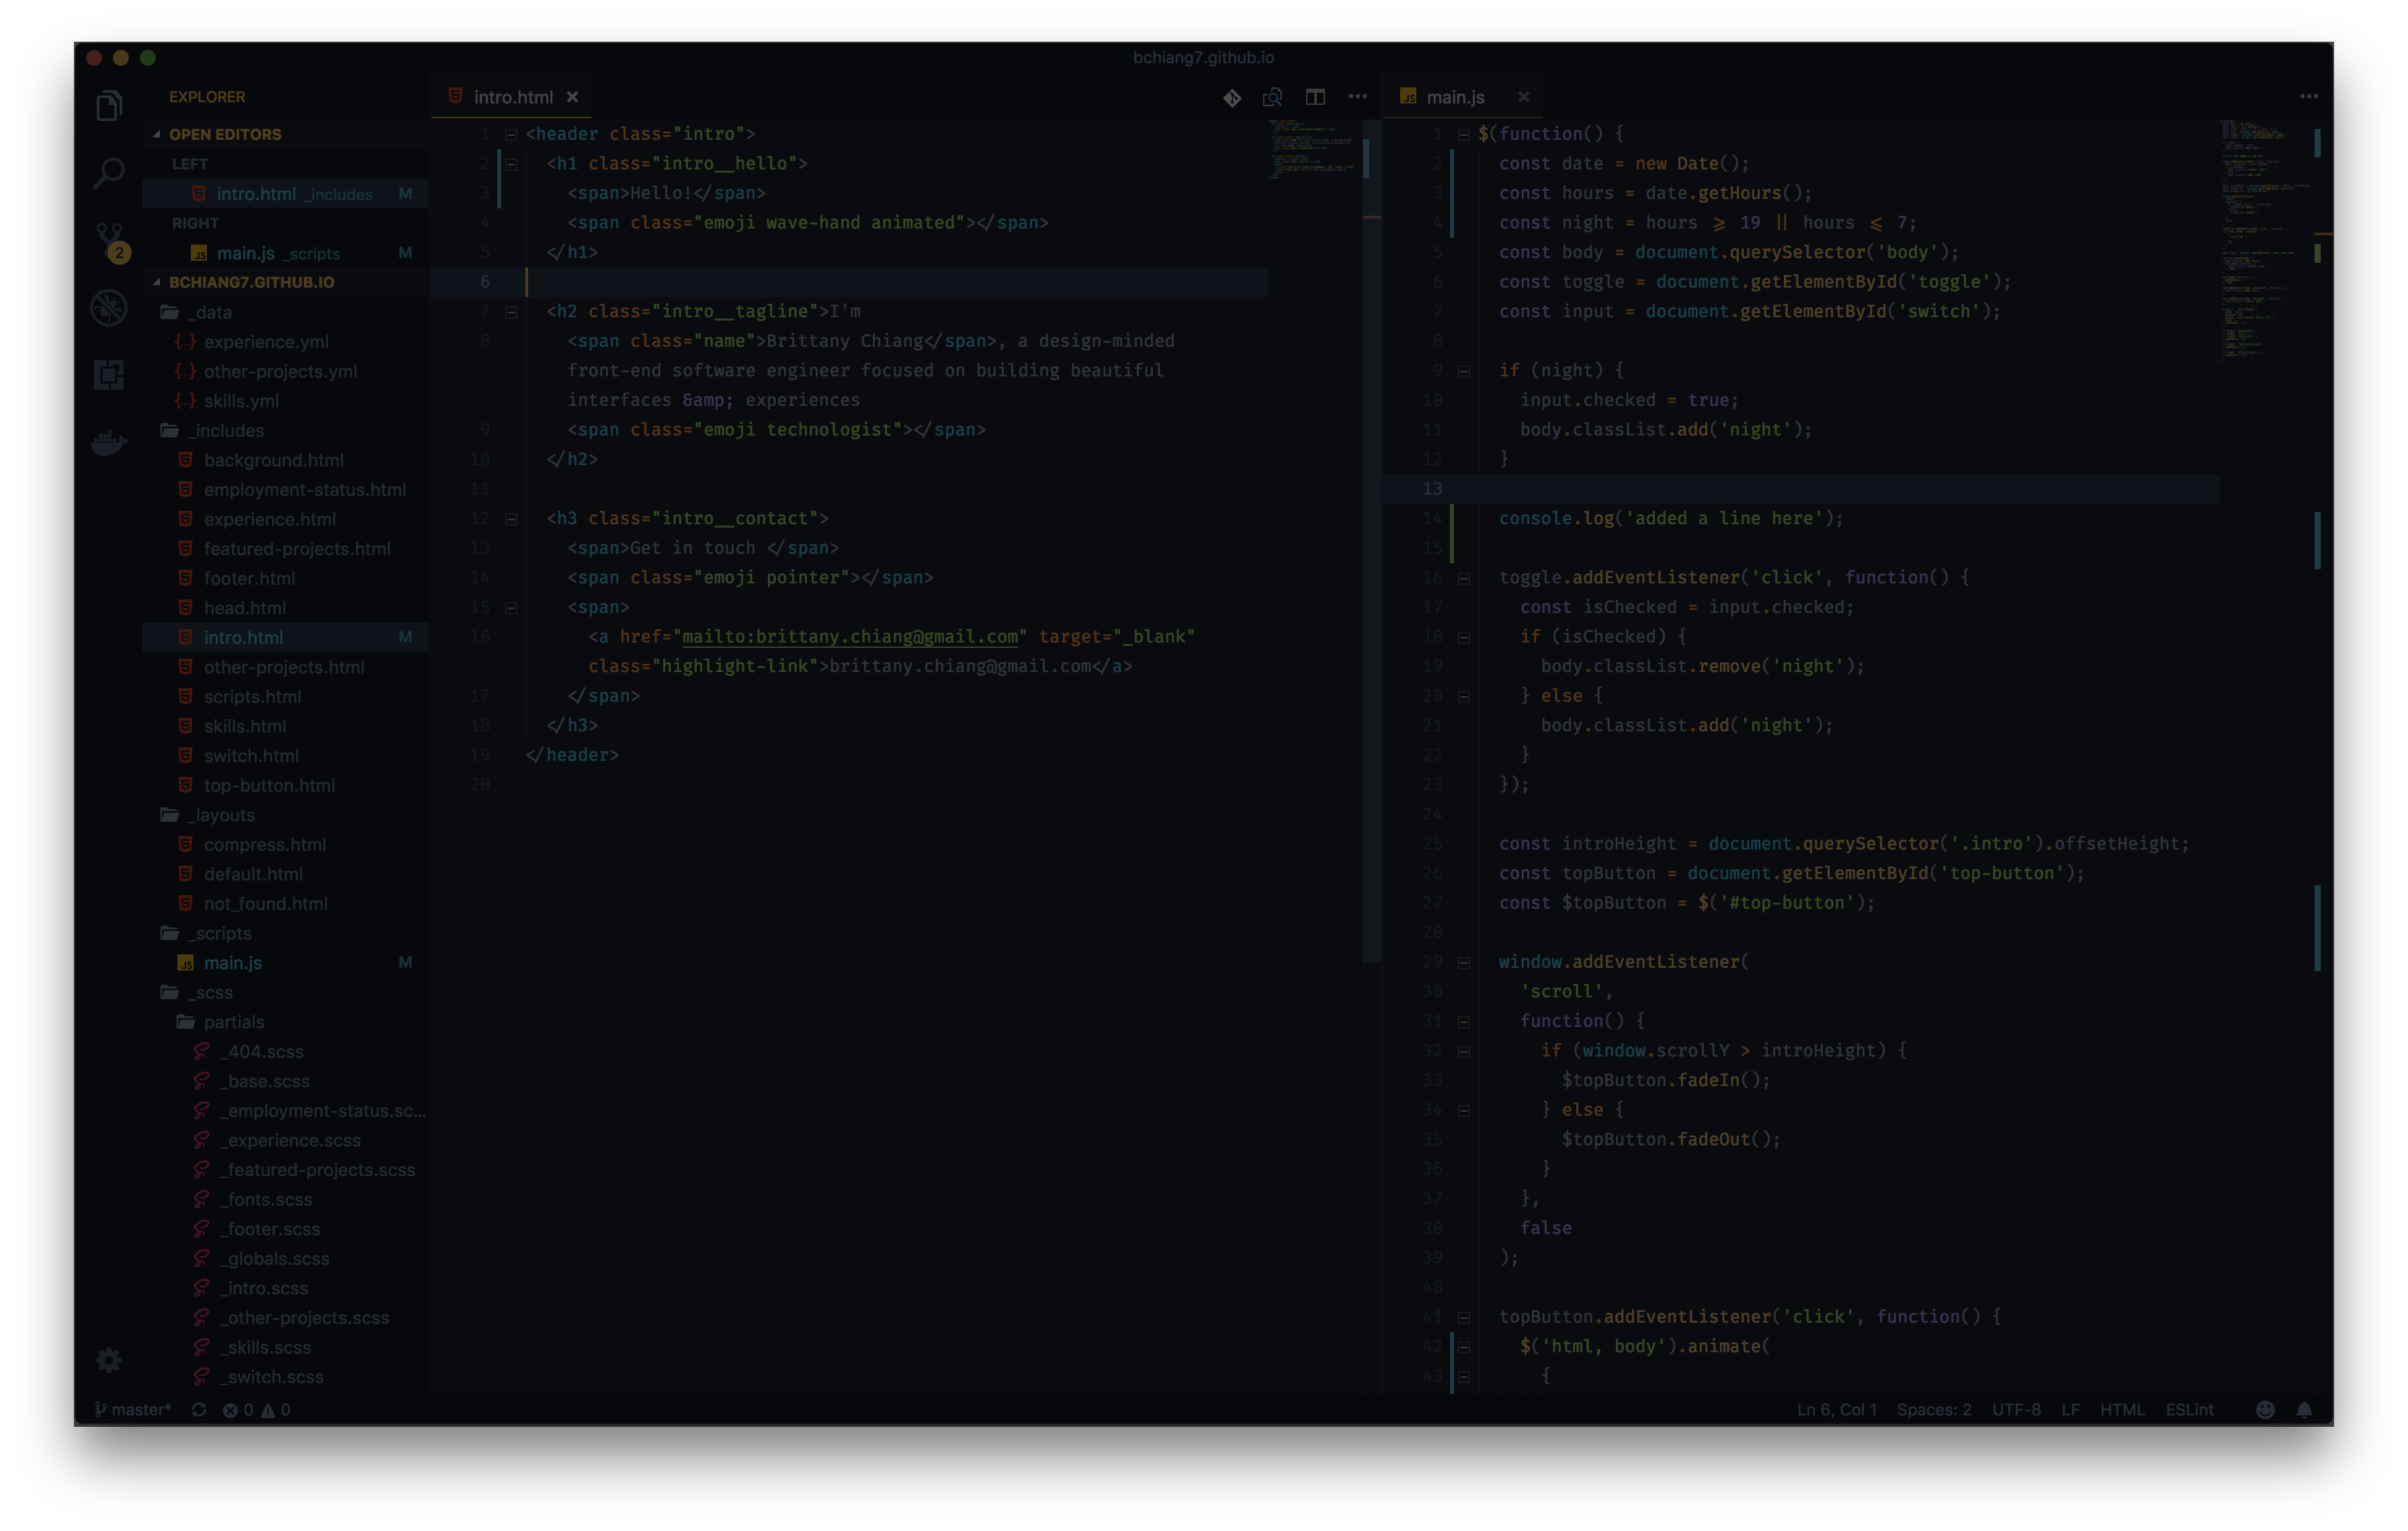 bchiang7.github.io
EXPLORER
OPEN EDITORS
LEFT
intro.html _includes M
RIGHT
main.js _scripts M
BCHIANG7.GITHUB.IO
_data
experience.yml
other-projects.yml
skills.yml
_includes
background.html
employment-status.html
experience.html
featured-projects.html
footer.html
head.html
intro.html M
other-projects.html
scripts.html
skills.html
switch.html
top-button.html
_layouts
compress.html
default.html
not_found.html
_scripts
main.js M
_scss
partials
_404.scss
_base.scss
_employment-status.sc...
_experience.scss
_featured-projects.scss
_fonts.scss
_footer.scss
_globals.scss
_intro.scss
_other-projects.scss
_skills.scss
_switch.scss
2
intro.html
1 <header class="intro">
2 <h1 class="intro__hello">
3 <span>Hello!</span>
4 <span class="emoji wave-hand animated"></span>
5 </h1>
6
7 <h2 class="intro__tagline">I'm
8 <span class="name">Brittany Chiang</span>, a design-minded
front-end software engineer focused on building beautiful
interfaces &amp; experiences
9 <span class="emoji technologist"></span>
10 </h2>
11
12 <h3 class="intro__contact">
13 <span>Get in touch </span>
14 <span class="emoji pointer"></span>
15 <span>
16 <a href="mailto:brittany.chiang@gmail.com" target="_blank"
class="highlight-link">brittany.chiang@gmail.com</a>
17 </span>
18 </h3>
19 </header>
20
JS main.js
1 $(function() {
2 const date = new Date();
3 const hours = date.getHours();
4 const night = hours ⩾ 19 || hours ⩽ 7;
5 const body = document.querySelector('body');
6 const toggle = document.getElementById('toggle');
7 const input = document.getElementById('switch');
8
9 if (night) {
10 input.checked = true;
11 body.classList.add('night');
12 }
13
14 console.log('added a line here');
15
16 toggle.addEventListener('click', function() {
17 const isChecked = input.checked;
18 if (isChecked) {
19 body.classList.remove('night');
20 } else {
21 body.classList.add('night');
22 }
23 });
24
25 const introHeight = document.querySelector('.intro').offsetHeight;
26 const topButton = document.getElementById('top-button');
27 const $topButton = $('#top-button');
28
29 window.addEventListener(
30 'scroll',
31 function() {
32 if (window.scrollY > introHeight) {
33 $topButton.fadeIn();
34 } else {
35 $topButton.fadeOut();
36 }
37 },
38 false
39 );
40
41 topButton.addEventListener('click', function() {
42 $('html, body').animate(
43 {
master* 0 0
Ln 6, Col 1 Spaces: 2 UTF-8 LF HTML ESLint